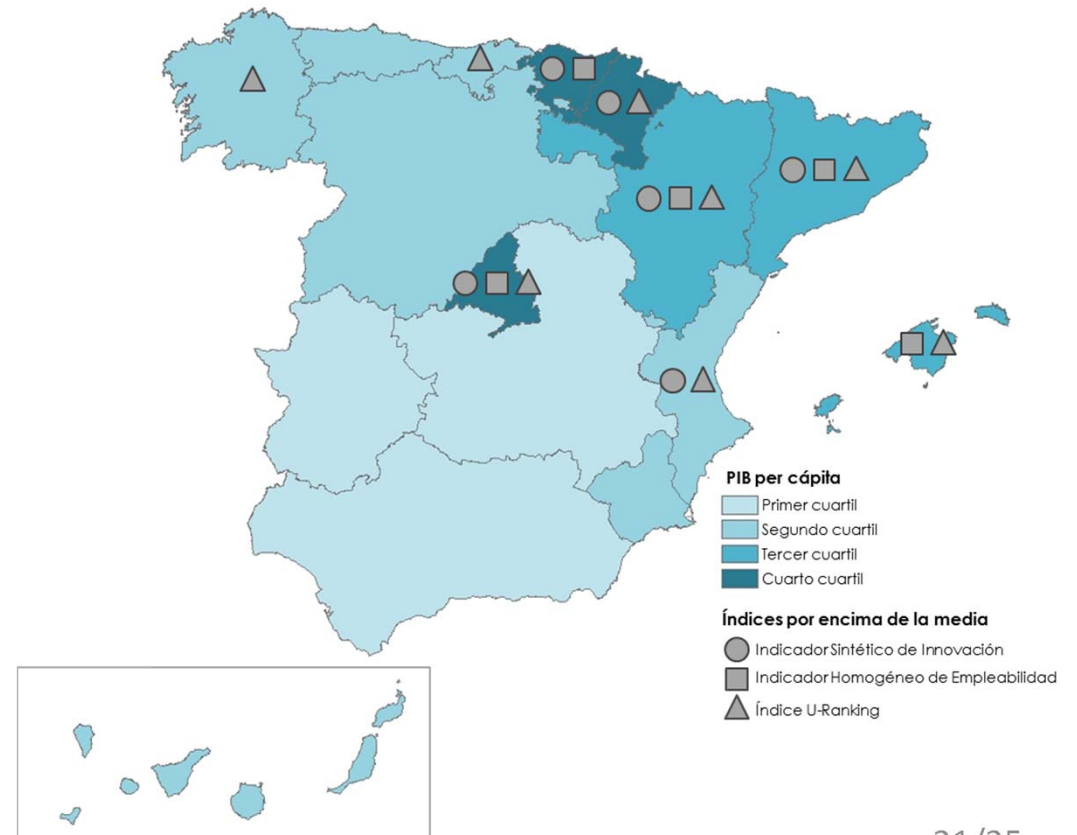 PIB per cápita
Primer cuartil
Segundo cuartil
Tercer cuartil
Cuarto cuartil
Índices por encima de la media
Indicador Sintético de Innovación
Indicador Homogéneo de Empleabilidad
Índice U-Ranking